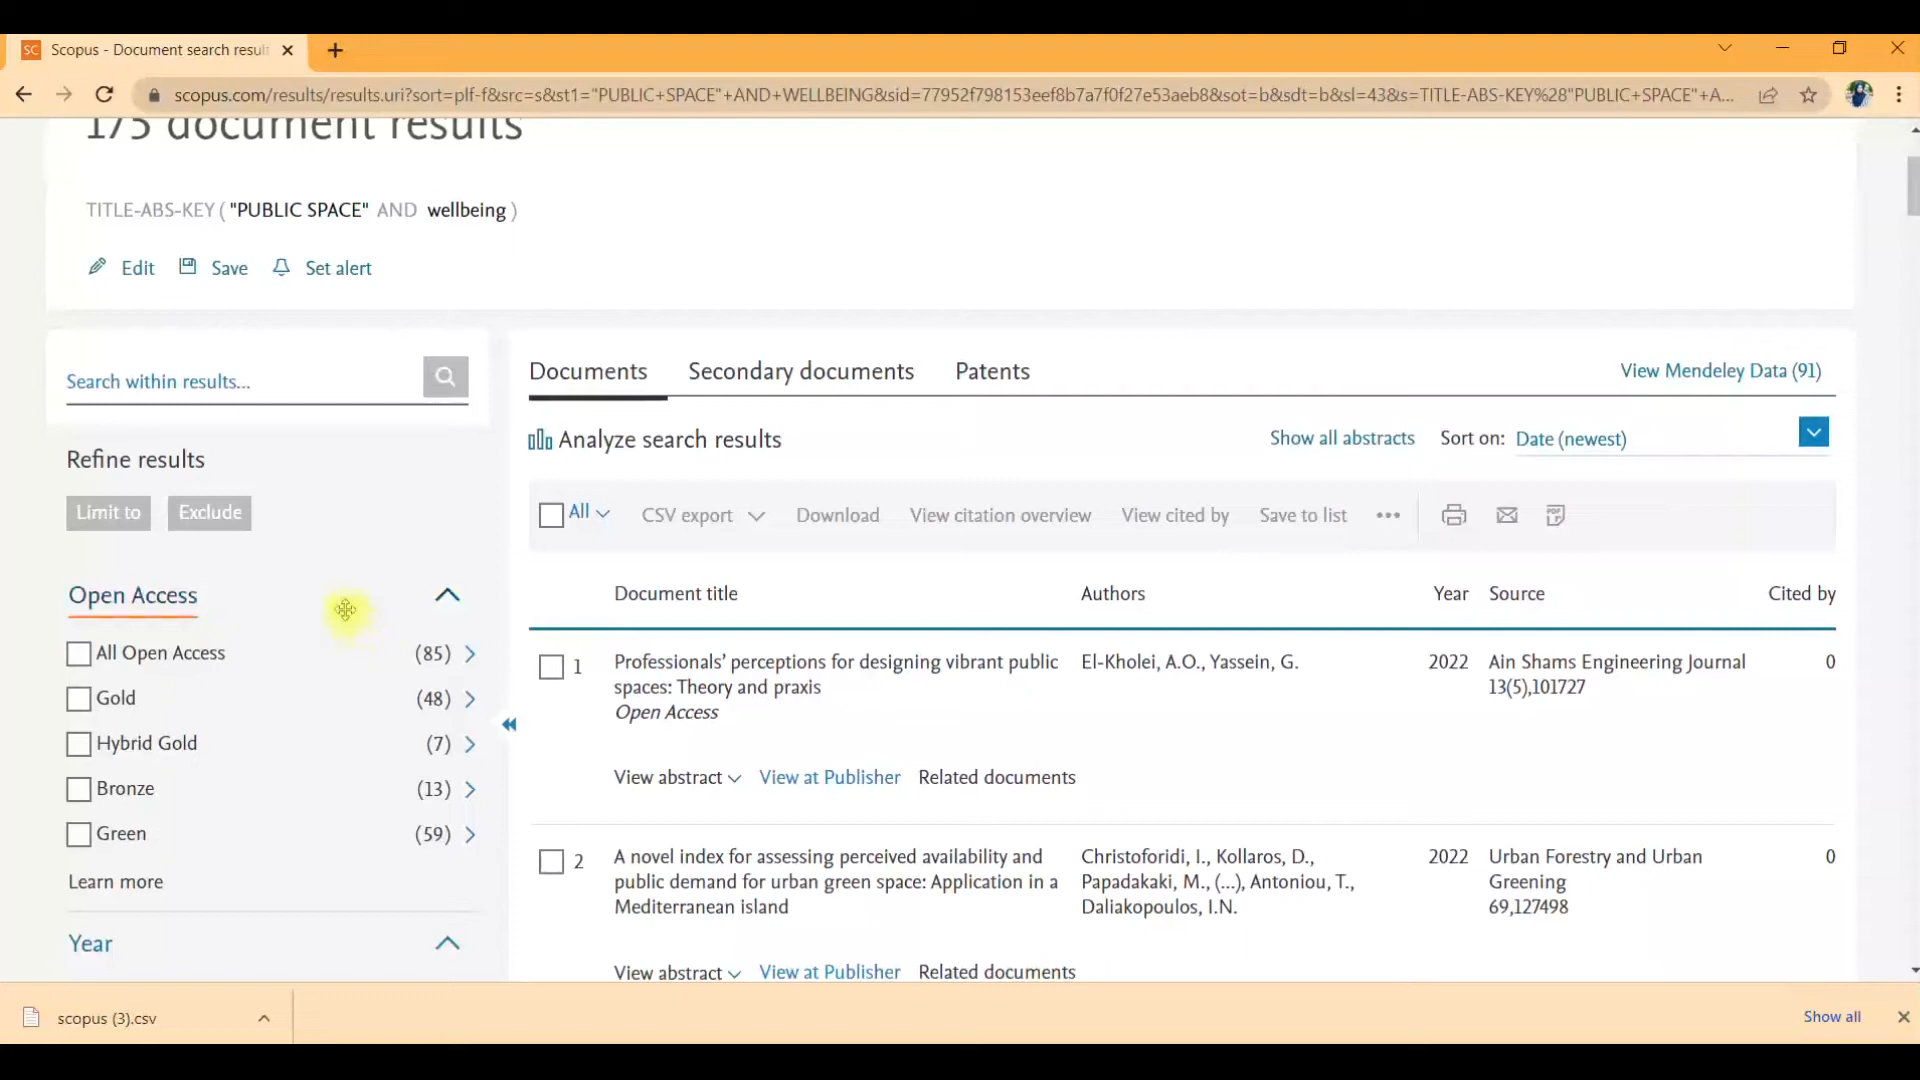 Scopus - Document search resul
scopus.com/results/results.uri?sort=plf-f&src=s&st1="PUBLIC+SPACE"+AND+WELLBEING&sid=77952f798153eef8b7a7f0f27e53aeb8&sot=b&sdt=b&sl=43&s=TITLE-ABS-KEY%28"PUBLIC+SPACE"+A...
175 document results
TITLE-ABS-KEY ( "PUBLIC SPACE" AND wellbeing )
Edit Save Set alert
Search within results...
Documents Secondary documents Patents View Mendeley Data (91)
Analyze search results Show all abstracts Sort on: Date (newest)
Refine results
Limit to Exclude
All CSV export Download View citation overview View cited by Save to list
Open Access
All Open Access (85)
Gold (48)
Hybrid Gold (7)
Bronze (13)
Green (59)
Learn more
Year
Document title Authors Year Source Cited by
1 Professionals' perceptions for designing vibrant public El-Kholei, A.O., Yassein, G. 2022 Ain Shams Engineering Journal 0
spaces: Theory and praxis 13(5),101727
Open Access
View abstract View at Publisher Related documents
2 A novel index for assessing perceived availability and Christoforidi, I., Kollaros, D., 2022 Urban Forestry and Urban 0
public demand for urban green space: Application in a Papadakaki, M., (...), Antoniou, T., Greening
Mediterranean island Daliakopoulos, I.N. 69,127498
View abstract View at Publisher Related documents
scopus (3).csv Show all